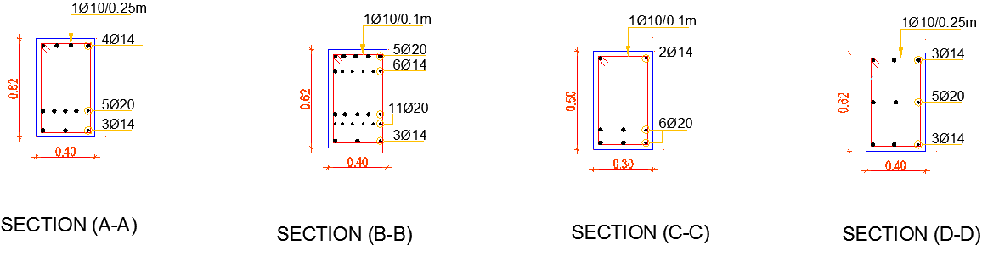 1Ø10/0.25m
4Ø14
0.62
5Ø20
3Ø14
0.40
SECTION (A-A)
1Ø10/0.1m
5Ø20
6Ø14
0.62
11Ø20
3Ø14
0.40
SECTION (B-B)
1Ø10/0.1m
2Ø14
0.50
6Ø20
0.30
SECTION (C-C)
1Ø10/0.25m
3Ø14
0.62
5Ø20
3Ø14
0.40
SECTION (D-D)